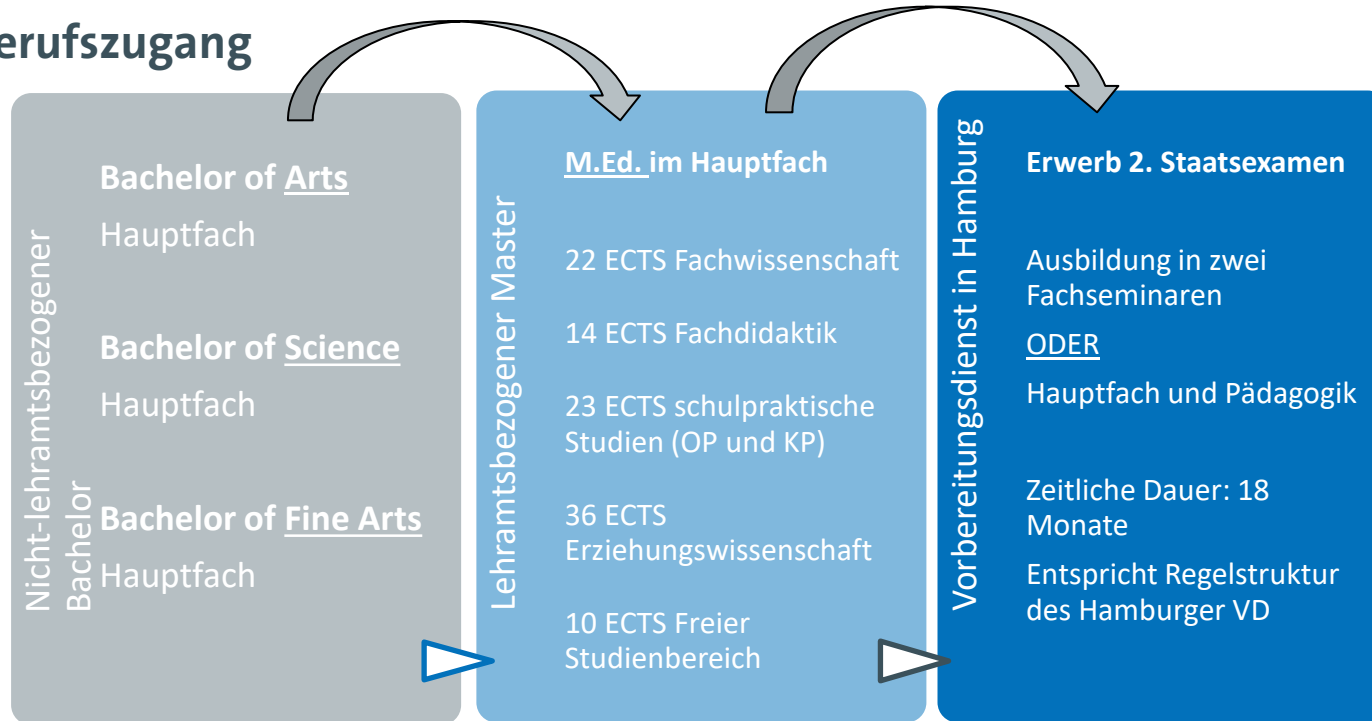 erufszugang
Nicht-lehramtsbezogener
Bachelor
Bachelor of Arts
Hauptfach
Bachelor of Science
Hauptfach
Bachelor of Fine Arts
Hauptfach
Lehramtsbezogener Master
M.Ed. im Hauptfach
22 ECTS Fachwissenschaft
14 ECTS Fachdidaktik
23 ECTS schulpraktische
Studien (OP und KP)
36 ECTS
Erziehungswissenschaft
10 ECTS Freier
Studienbereich
Vorbereitungsdienst in Hamburg
Erwerb 2. Staatsexamen
Ausbildung in zwei
Fachseminaren
ODER
Hauptfach und Pädagogik
Zeitliche Dauer: 18
Monate
Entspricht Regelstruktur
des Hamburger VD